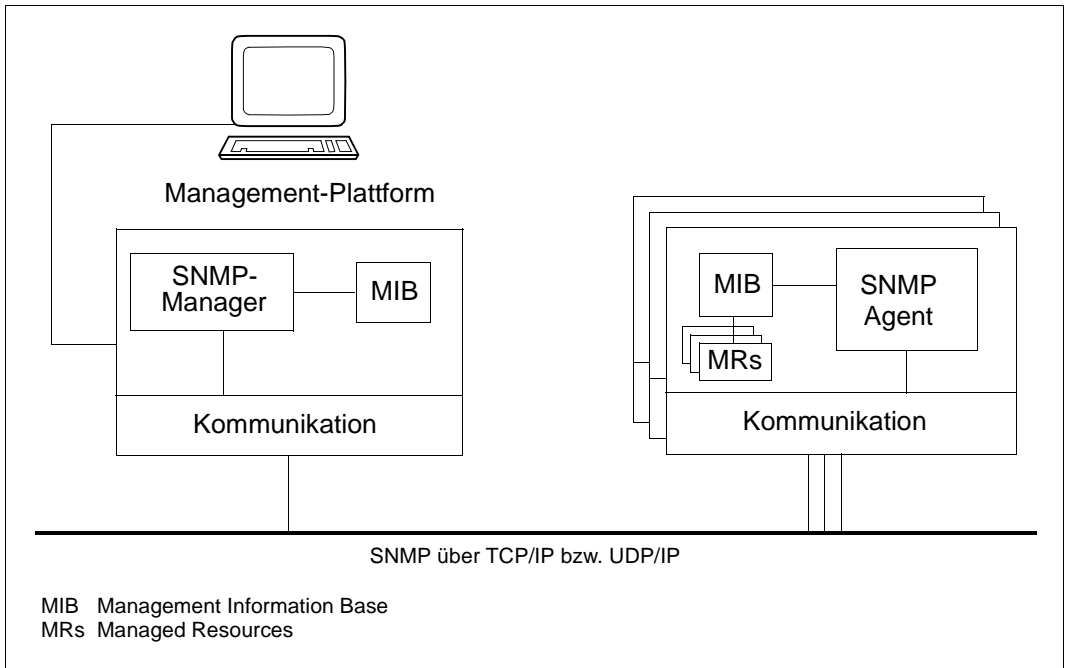 Management-Plattform
SNMP-
Manager
MIB
Kommunikation
MIB
SNMP
Agent
MRs
Kommunikation
SNMP über TCP/IP bzw. UDP/IP
MIB Management Information Base
MRs Managed Resources